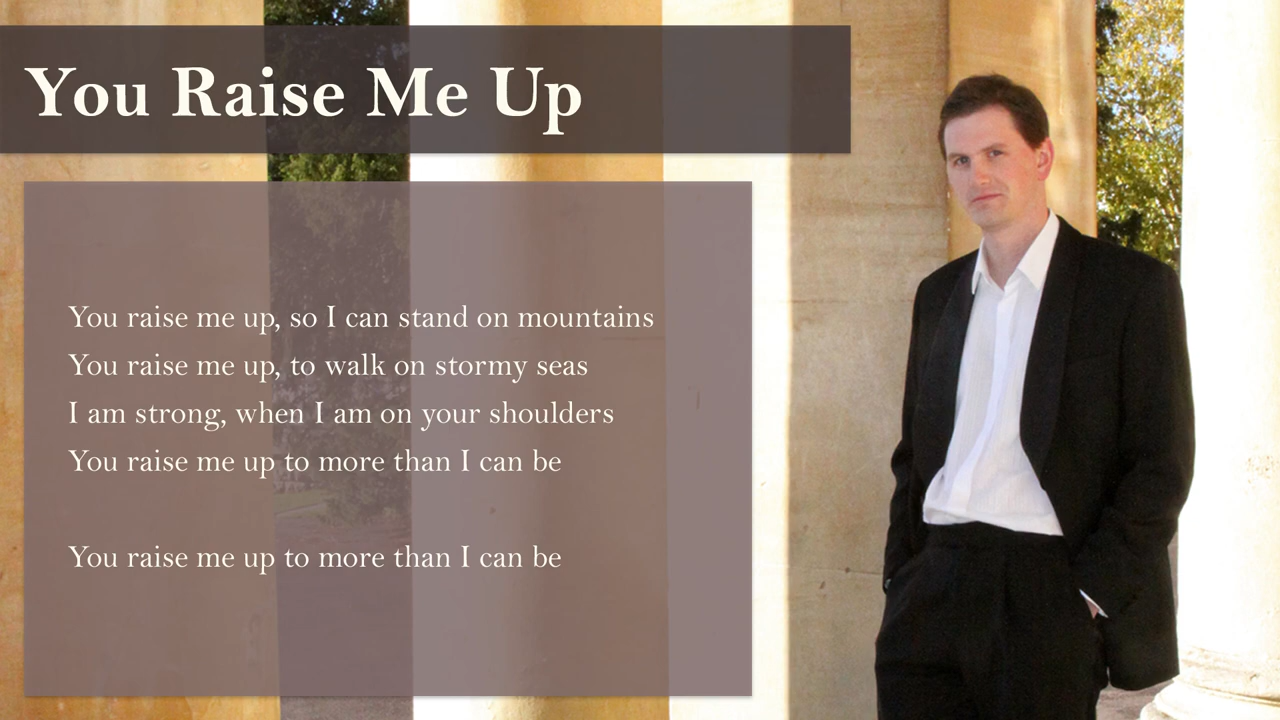 You Raise Me Up
You raise me up, so I can stand on mountains
You raise me up, to walk on stormy seas
I am strong, when I am on your shoulders
You raise me up to more than I can be
You raise me up to more than I can be